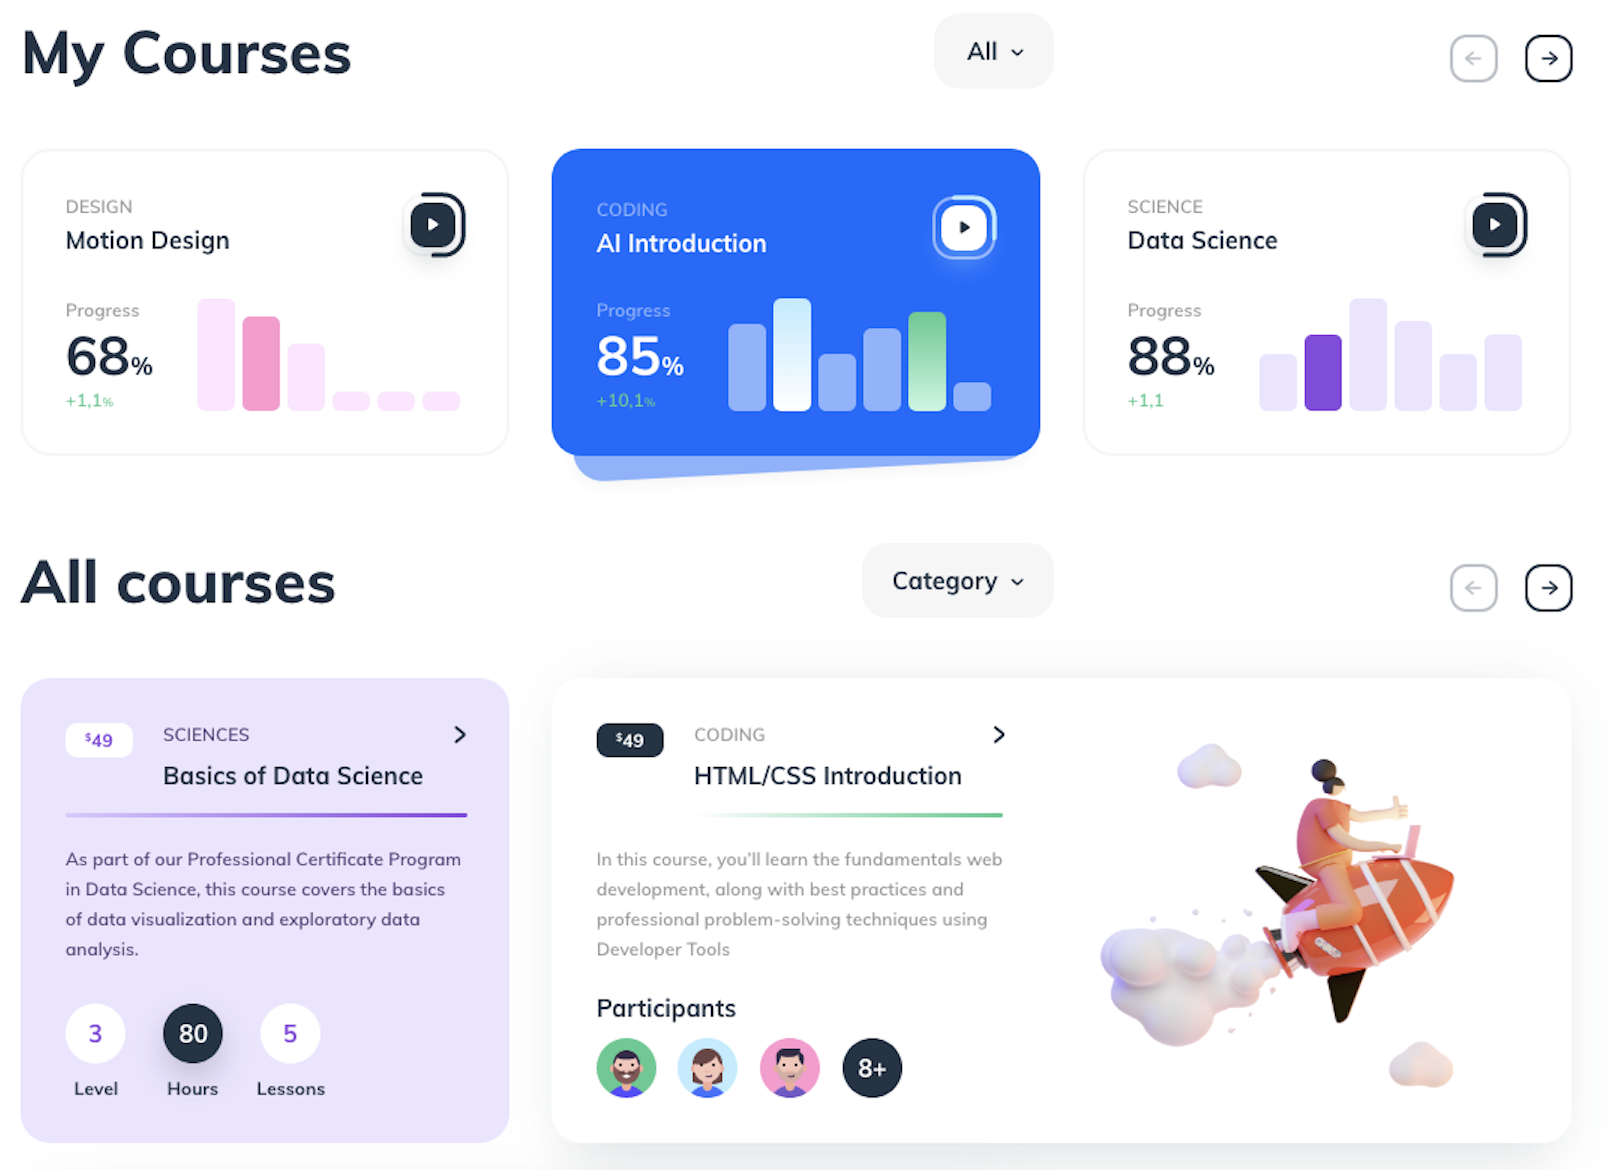 My Courses
All
DESIGN
Motion Design
Progress
68%
+1,1%
CODING
AI Introduction
Progress
85%
+10,1%
SCIENCE
Data Science
Progress
88%
+1,1
All courses
Category
$49
SCIENCES
Basics of Data Science
As part of our Professional Certificate Program
in Data Science, this course covers the basics
of data visualization and exploratory data
analysis.
3
80
5
Level
Hours
Lessons
$49
CODING
HTML/CSS Introduction
In this course, you'll learn the fundamentals web
development, along with best practices and
professional problem-solving techniques using
Developer Tools
Participants
8+